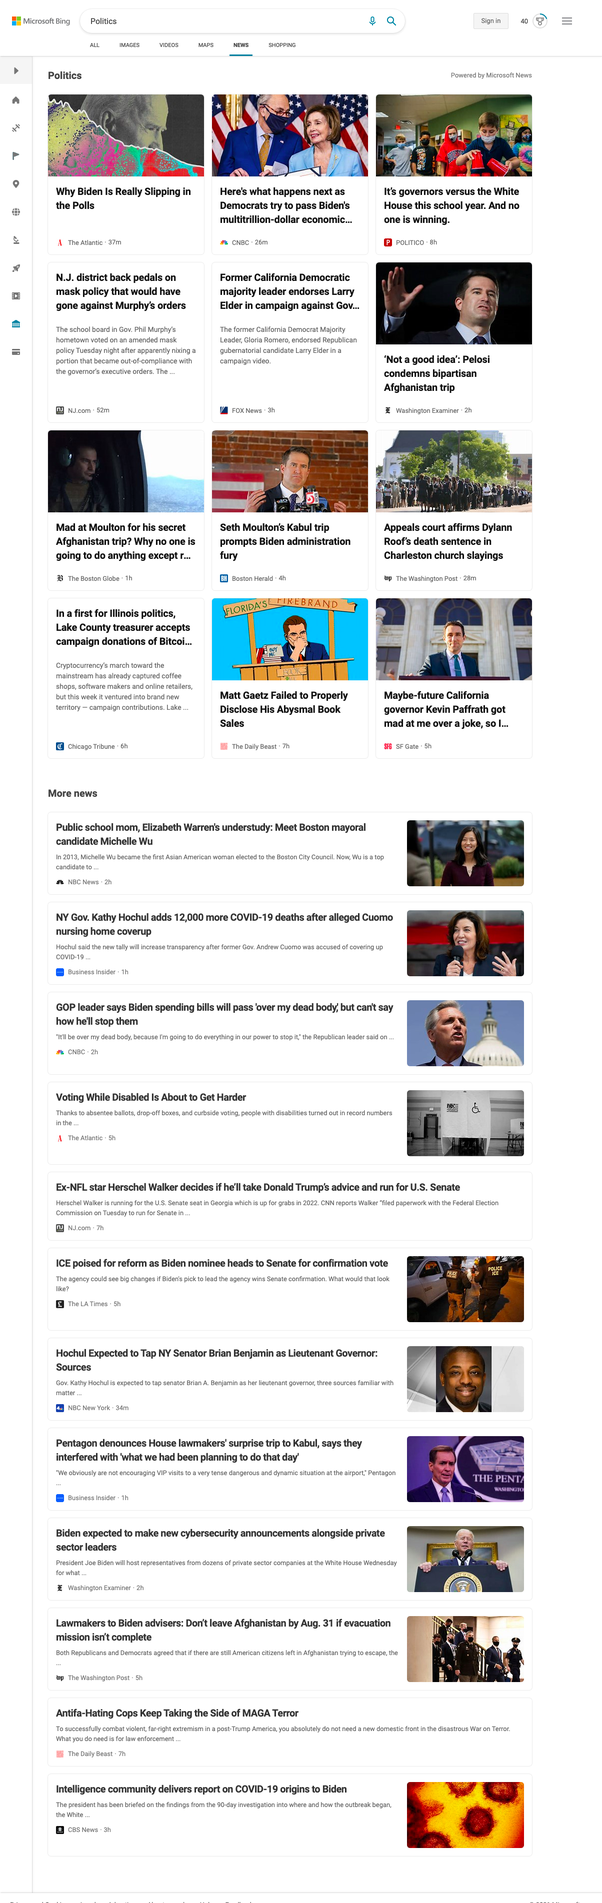 Microsoft Bing
Politics
Sign in
40
ALL
IMAGES
VIDEOS
MAPS
NEWS
SHOPPING
Politics
Powered by Microsoft News
Why Biden Is Really Slipping in
the Polls
The Atlantic · 37m
Here's what happens next as
Democrats try to pass Biden's
multitrillion-dollar economic...
CNBC · 26m
It's governors versus the White
House this school year. And no
one is winning.
POLITICO · 8h
N.J. district back pedals on
mask policy that would have
gone against Murphy's orders
The school board in Gov. Phil Murphy's
hometown voted on an amended mask
policy Tuesday night after apparently nixing a
portion that became out-of-compliance with
the governor's executive orders. The ...
NJ.com · 52m
Former California Democratic
majority leader endorses Larry
Elder in campaign against Gov...
The former California Democrat Majority
Leader, Gloria Romero, endorsed Republican
gubernatorial candidate Larry Elder in a
campaign video.
FOX News · 3h
'Not a good idea': Pelosi
condemns bipartisan
Afghanistan trip
Washington Examiner · 2h
Mad at Moulton for his secret
Afghanistan trip? Why no one is
going to do anything except r...
The Boston Globe · 1h
Seth Moulton's Kabul trip
prompts Biden administration
fury
Boston Herald · 4h
Appeals court affirms Dylann
Roof's death sentence in
Charleston church slayings
The Washington Post · 28m
In a first for Illinois politics,
Lake County treasurer accepts
campaign donations of Bitcoi...
Cryptocurrency's march toward the
mainstream has already captured coffee
shops, software makers and online retailers,
but this week it ventured into brand new
territory — campaign contributions. Lake ...
Chicago Tribune · 6h
FLORIDA'S FIREBRAND
Matt Gaetz Failed to Properly
Disclose His Abysmal Book
Sales
The Daily Beast · 7h
Maybe-future California
governor Kevin Paffrath got
mad at me over a joke, so I...
SF Gate · 5h
More news
Public school mom, Elizabeth Warren's understudy: Meet Boston mayoral
candidate Michelle Wu
In 2013, Michelle Wu became the first Asian American woman elected to the Boston City Council. Now, Wu is a top
candidate to ...
NBC News · 2h
NY Gov. Kathy Hochul adds 12,000 more COVID-19 deaths after alleged Cuomo
nursing home coverup
Hochul said the new tally will increase transparency after former Gov. Andrew Cuomo was accused of covering up
COVID-19 ...
Business Insider · 1h
GOP leader says Biden spending bills will pass 'over my dead body,' but can't say
how he'll stop them
"It'll be over my dead body, because I'm going to do everything in our power to stop it," the Republican leader said on ...
CNBC · 2h
Voting While Disabled Is About to Get Harder
Thanks to absentee ballots, drop-off boxes, and curbside voting, people with disabilities turned out in record numbers
in the ...
The Atlantic · 5h
Ex-NFL star Herschel Walker decides if he'll take Donald Trump's advice and run for U.S. Senate
Herschel Walker is running for the U.S. Senate seat in Georgia which is up for grabs in 2022. CNN reports Walker "filed paperwork with the Federal Election
Commission on Tuesday to run for Senate in ...
NJ.com · 7h
ICE poised for reform as Biden nominee heads to Senate for confirmation vote
The agency could see big changes if Biden's pick to lead the agency wins Senate confirmation. What would that look
like?
The LA Times · 5h
POLICE
ICE
Hochul Expected to Tap NY Senator Brian Benjamin as Lieutenant Governor:
Sources
Gov. Kathy Hochul is expected to tap senator Brian A. Benjamin as her lieutenant governor, three sources familiar with
matter ...
NBC New York · 34m
Pentagon denounces House lawmakers' surprise trip to Kabul, says they
interfered with 'what we had been planning to do that day'
"We obviously are not encouraging VIP visits to a very tense dangerous and dynamic situation at the airport," Pentagon
...
Business Insider · 1h
THE PENTA
WASHINGTO
Biden expected to make new cybersecurity announcements alongside private
sector leaders
President Joe Biden will host representatives from dozens of private sector companies at the White House Wednesday
for what ...
Washington Examiner · 2h
Lawmakers to Biden advisers: Don't leave Afghanistan by Aug. 31 if evacuation
mission isn't complete
Both Republicans and Democrats agreed that if there are still American citizens left in Afghanistan trying to escape, the
...
The Washington Post · 5h
Antifa-Hating Cops Keep Taking the Side of MAGA Terror
To successfully combat violent, far-right extremism in a post-Trump America, you absolutely do not need a new domestic front in the disastrous War on Terror.
What you do need is for law enforcement ...
The Daily Beast · 7h
Intelligence community delivers report on COVID-19 origins to Biden
The president has been briefed on the findings from the 90-day investigation into where and how the outbreak began,
the White ...
CBS News · 3h